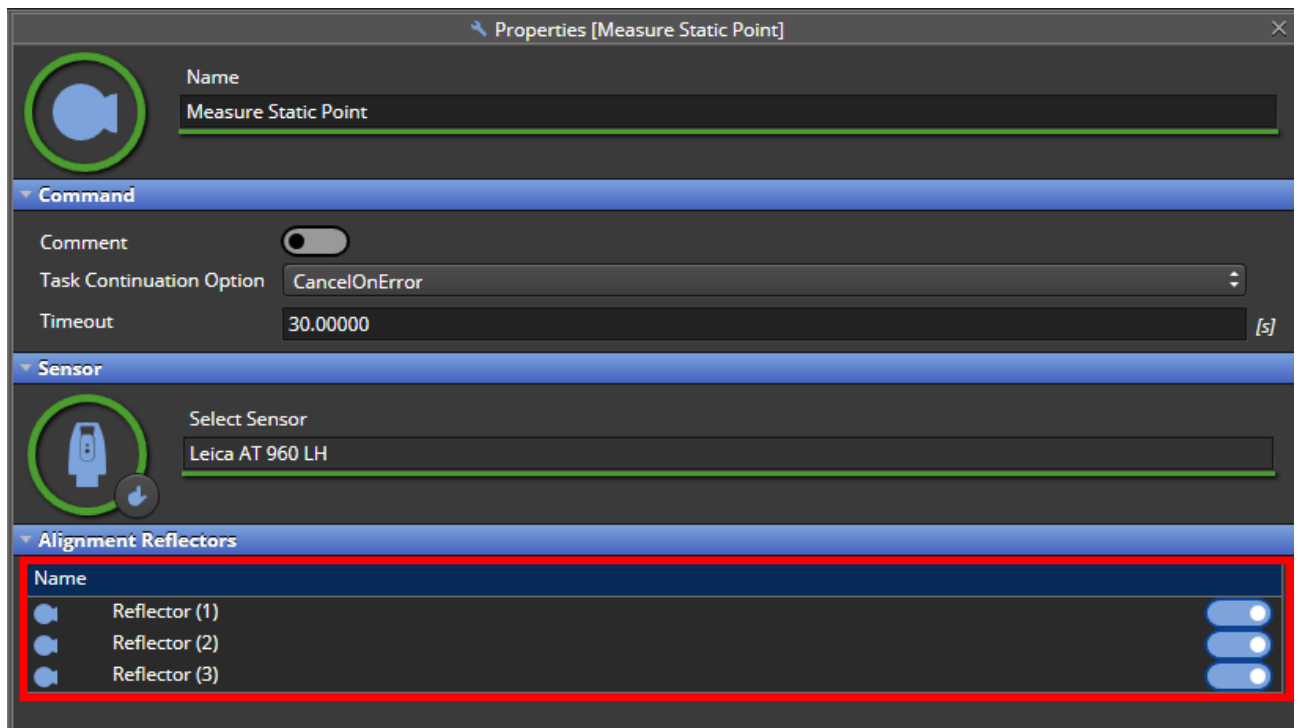 Properties [Measure Static Point]
Name
Measure Static Point
Command
Comment
Task Continuation Option CancelOnError
Timeout 30.00000 [s]
Sensor
Select Sensor
Leica AT 960 LH
Alignment Reflectors
Name
Reflector (1)
Reflector (2)
Reflector (3)